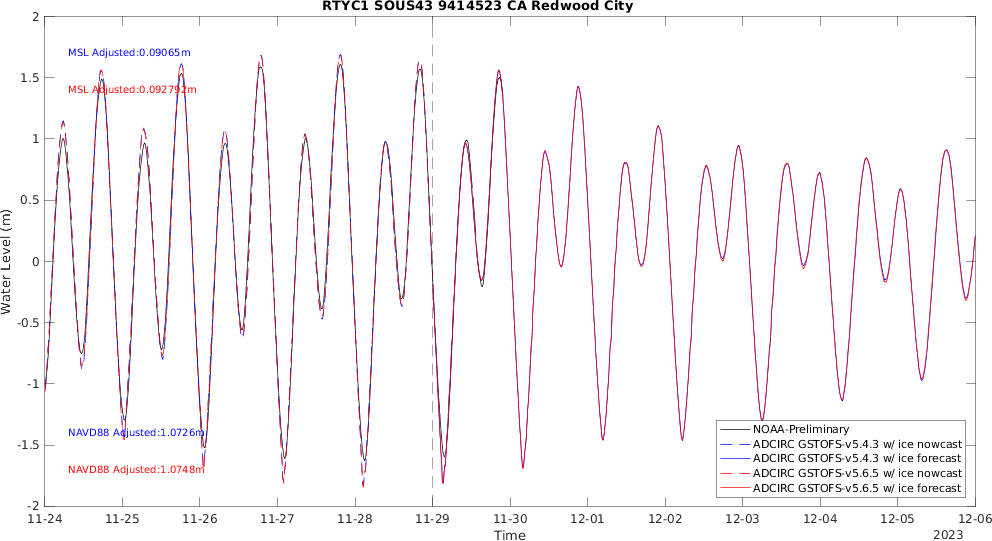 RTYC1 SOUS43 9414523 CA Redwood City
2
1.5
1
0.5
0
-0.5
-1
-1.5
-2
Water Level (m)
MSL Adjusted:0.09065m
MSL Adjusted:0.092792m
NAVD88 Adjusted:1.0726m
NAVD88 Adjusted:1.0748m
NOAA-Preliminary
ADCIRC GSTOFS-v5.4.3 w/ ice nowcast
ADCIRC GSTOFS-v5.4.3 w/ ice forecast
ADCIRC GSTOFS-v5.6.5 w/ ice nowcast
ADCIRC GSTOFS-v5.6.5 w/ ice forecast
11-24 11-25 11-26 11-27 11-28 11-29 11-30 12-01 12-02 12-03 12-04 12-05 12-06
Time
2023